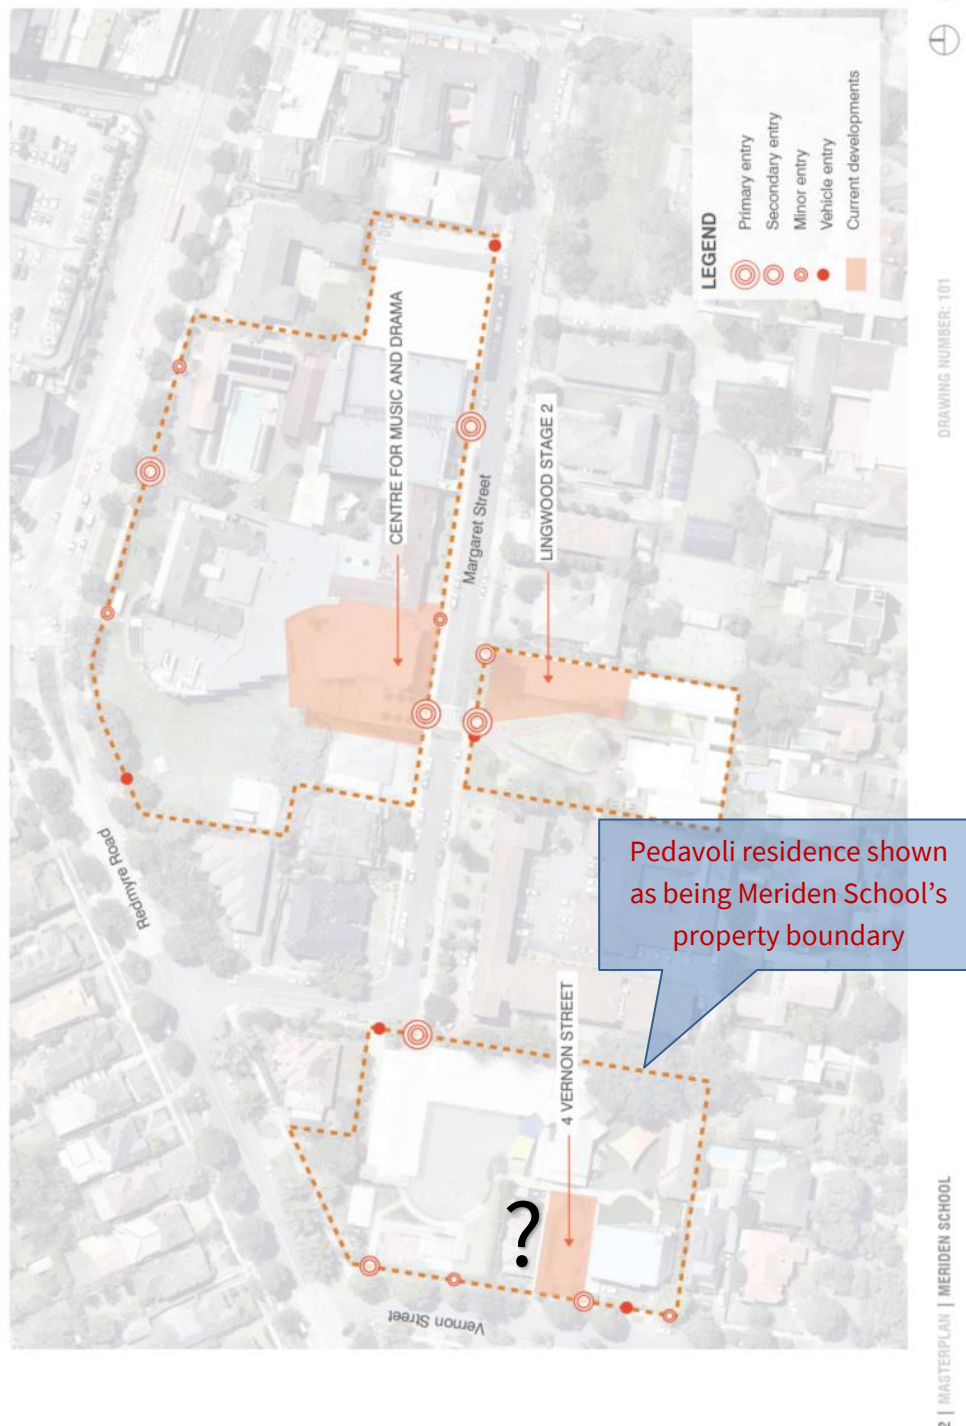 LEGEND
Primary entry
Secondary entry
Minor entry
Vehicle entry
Current developments
CENTRE FOR MUSIC AND DRAMA
Margaret Street
LINGWOOD STAGE 2
Redmyre Road
Pedavoli residence shown
as being Meriden School’s
property boundary
4 VERNON STREET
?
Vernon Street
DRAWING NUMBER: 101
2 | MASTERPLAN | MERIDEN SCHOOL